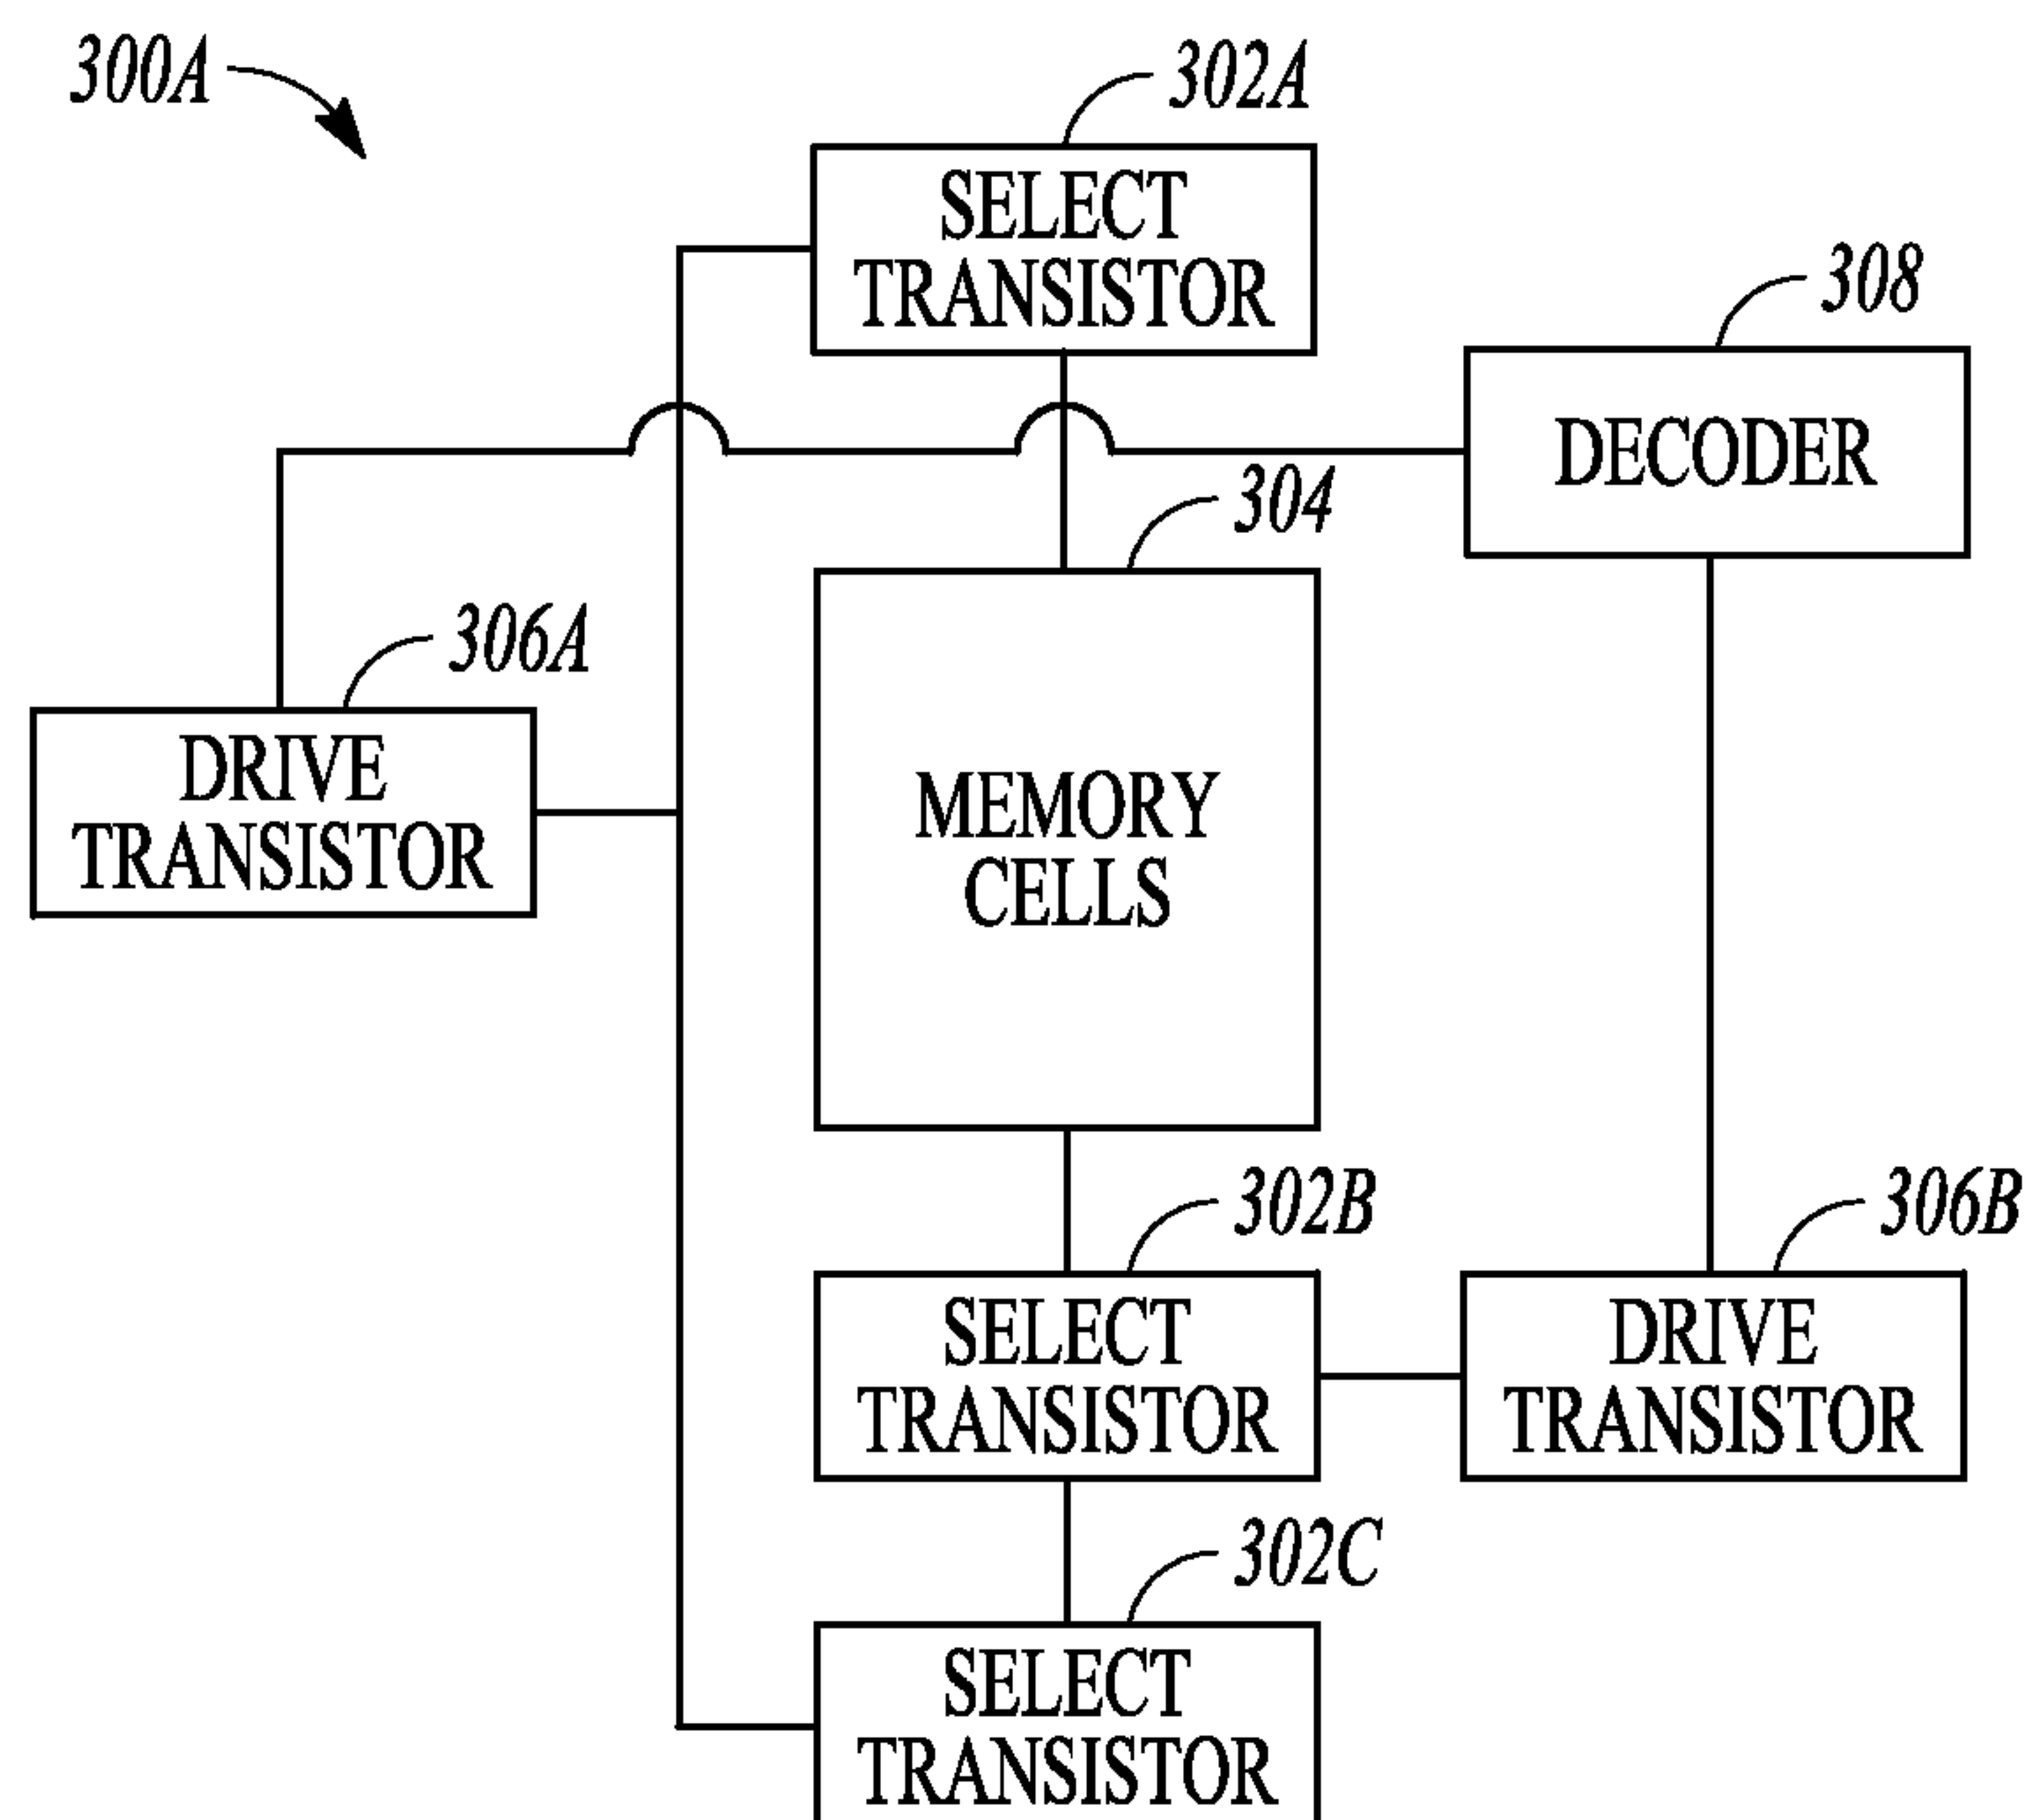 300A
302A
SELECT
TRANSISTOR
308
DECODER
304
306A
DRIVE
TRANSISTOR
MEMORY
CELLS
302B
306B
SELECT
TRANSISTOR
DRIVE
TRANSISTOR
302C
SELECT
TRANSISTOR